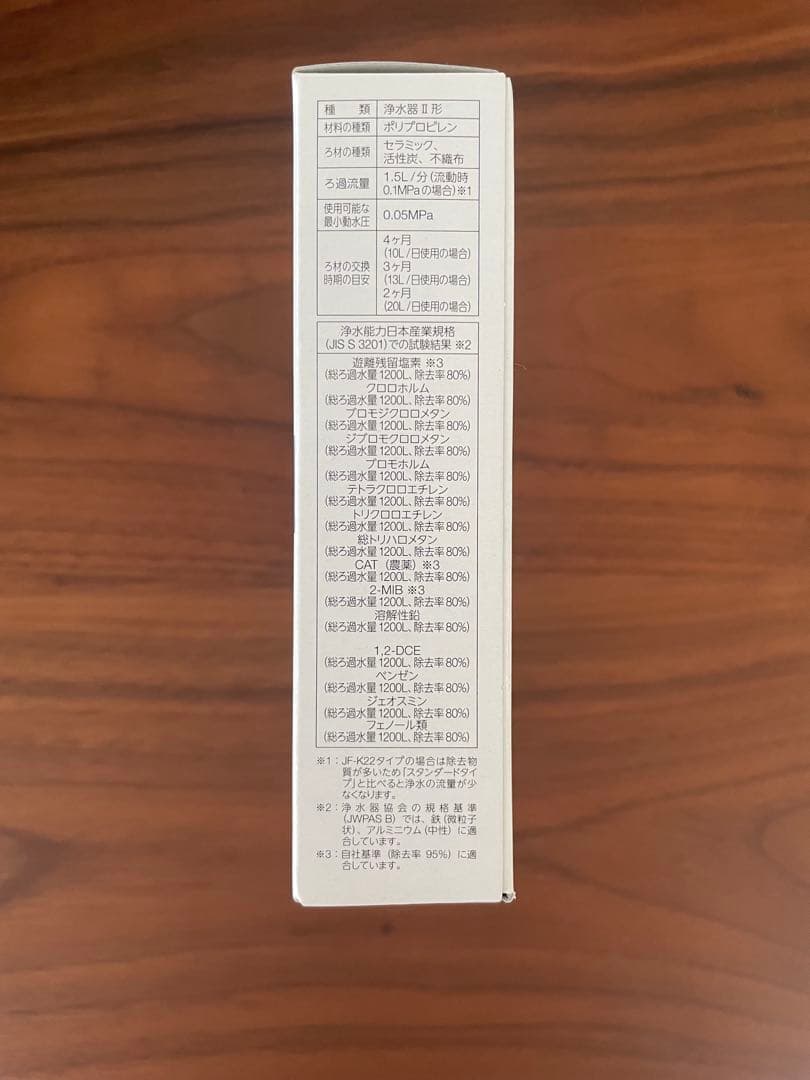 種 類 浄水器Ⅱ形
材料の種類 ポリプロピレン
ろ材の種類 セラミック、
活性炭、不織布
ろ過流量 1.5L/分(流動時
0.1MPaの場合)※1
使用可能な
最小動水圧 0.05MPa
ろ材の交換
時期の目安 4ヶ月
(10L/日使用の場合)
3ヶ月
(13L/日使用の場合)
2ヶ月
(20L/日使用の場合)
浄水能力日本産業規格
(JIS S 3201)での試験結果 ※2
遊離残留塩素 ※3
(総ろ過水量1200L、除去率80%)
クロロホルム
(総ろ過水量1200L、除去率80%)
ブロモジクロロメタン
(総ろ過水量1200L、除去率80%)
ジブロモクロロメタン
(総ろ過水量1200L、除去率80%)
ブロモホルム
(総ろ過水量1200L、除去率80%)
テトラクロロエチレン
(総ろ過水量1200L、除去率80%)
トリクロロエチレン
(総ろ過水量1200L、除去率80%)
総トリハロメタン
(総ろ過水量1200L、除去率80%)
CAT(農薬)※3
(総ろ過水量1200L、除去率80%)
2-MIB ※3
(総ろ過水量1200L、除去率80%)
溶解性鉛
(総ろ過水量1200L、除去率80%)
1,2-DCE
(総ろ過水量1200L、除去率80%)
ベンゼン
(総ろ過水量1200L、除去率80%)
ジェオスミン
(総ろ過水量1200L、除去率80%)
フェノール類
(総ろ過水量1200L、除去率80%)
※1:JF-K22タイプの場合は除去物
質が多いため「スタンダードタイ
プ」と比べると浄水の流量が少
なくなります。
※2:浄水器協会の規格基準
(JWPAS B)では、鉄(微粒子
状)、アルミニウム(中性)に適
合しています。
※3:自社基準(除去率 95%)に適
合しています。